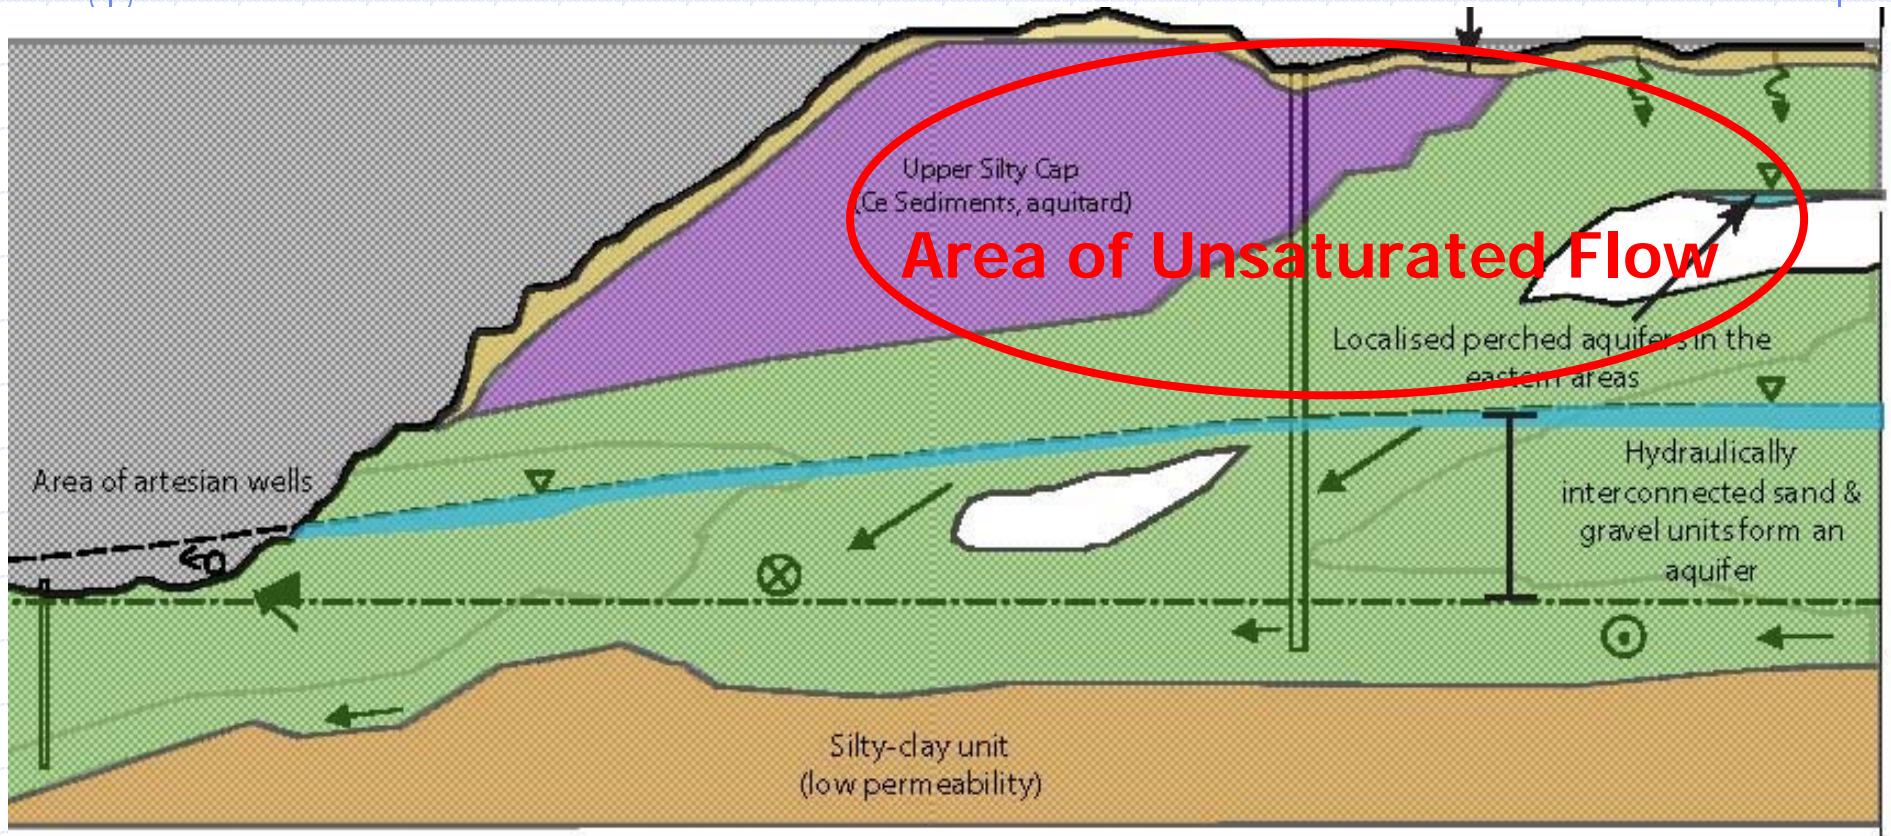 Upper Silty Cap
(Ce Sediments, aquitard)
Area of Unsaturated Flow
Localised perched aquifers in the
eastern areas
Area of artesian wells
Hydraulically
interconnected sand &
gravel units form an
aquifer
Silty-clay unit
(low permeability)